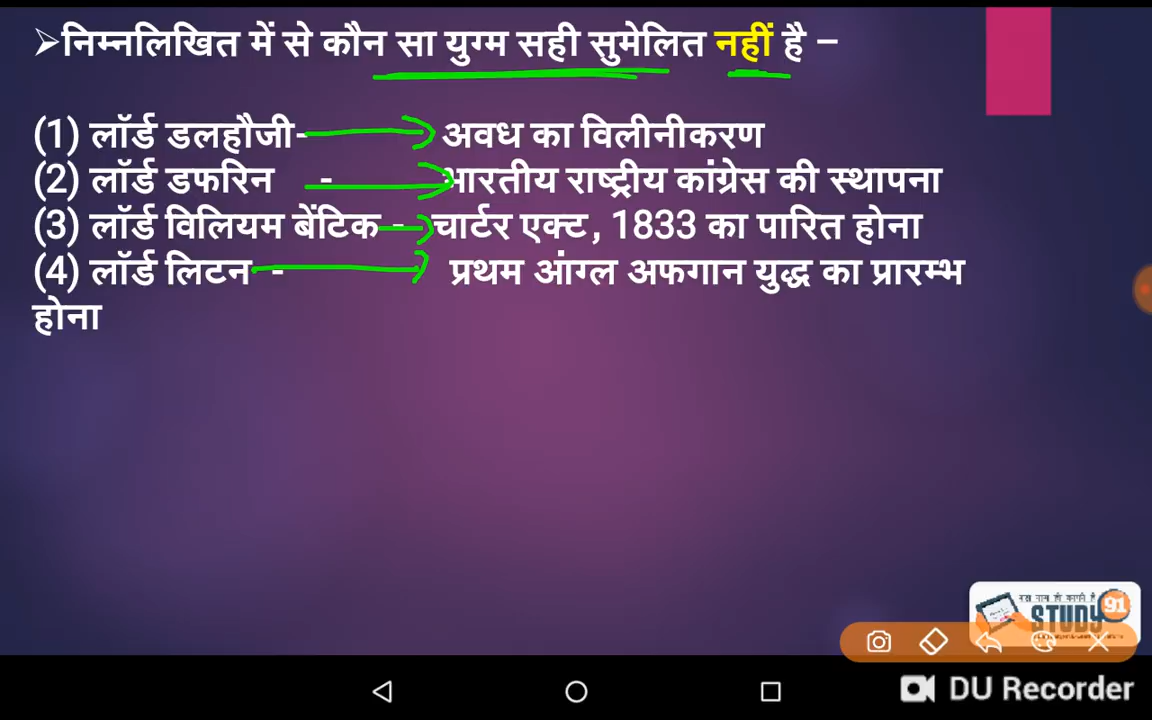 ➢निम्नलिखित में से कौन सा युग्म सही सुमेलित नहीं है –
(1) लॉर्ड डलहौजी- अवध का विलीनीकरण
(2) लॉर्ड डफरिन - भारतीय राष्ट्रीय कांग्रेस की स्थापना
(3) लॉर्ड विलियम बेंटिक - चार्टर एक्ट, 1833 का पारित होना
(4) लॉर्ड लिटन - प्रथम आंग्ल अफगान युद्ध का प्रारम्भ
होना
91
STUDY
DU Recorder